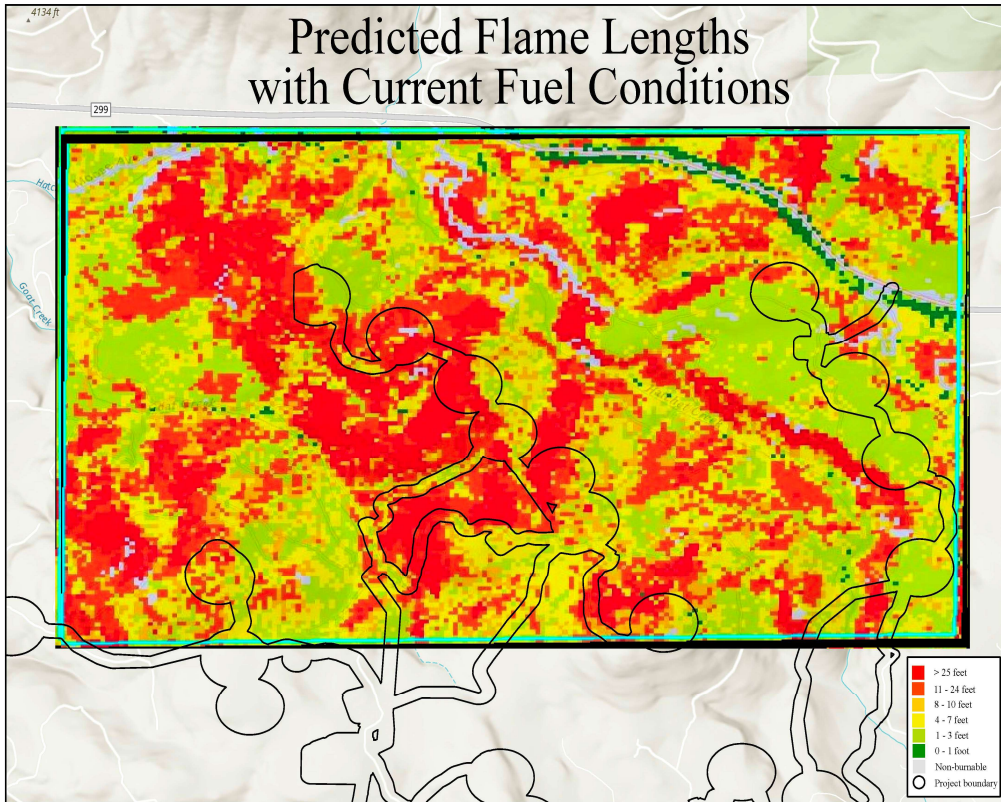 4134 ft
Predicted Flame Lengths
with Current Fuel Conditions
299
Goat Creek
> 25 feet
11 - 24 feet
8 - 10 feet
4 - 7 feet
1 - 3 feet
0 - 1 foot
Non-burnable
Project boundary